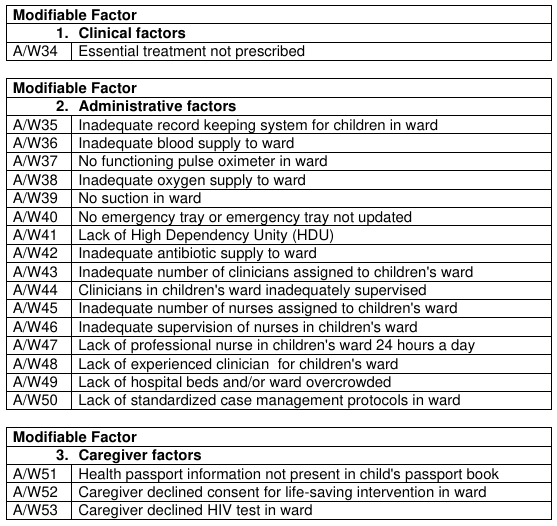 Modifiable Factor
1. Clinical factors
A/W34 Essential treatment not prescribed
Modifiable Factor
2. Administrative factors
A/W35 Inadequate record keeping system for children in ward
A/W36 Inadequate blood supply to ward
A/W37 No functioning pulse oximeter in ward
A/W38 Inadequate oxygen supply to ward
A/W39 No suction in ward
A/W40 No emergency tray or emergency tray not updated
A/W41 Lack of High Dependency Unity (HDU)
A/W42 Inadequate antibiotic supply to ward
A/W43 Inadequate number of clinicians assigned to children's ward
A/W44 Clinicians in children's ward inadequately supervised
A/W45 Inadequate number of nurses assigned to children's ward
A/W46 Inadequate supervision of nurses in children's ward
A/W47 Lack of professional nurse in children's ward 24 hours a day
A/W48 Lack of experienced clinician for children's ward
A/W49 Lack of hospital beds and/or ward overcrowded
A/W50 Lack of standardized case management protocols in ward
Modifiable Factor
3. Caregiver factors
A/W51 Health passport information not present in child's passport book
A/W52 Caregiver declined consent for life-saving intervention in ward
A/W53 Caregiver declined HIV test in ward